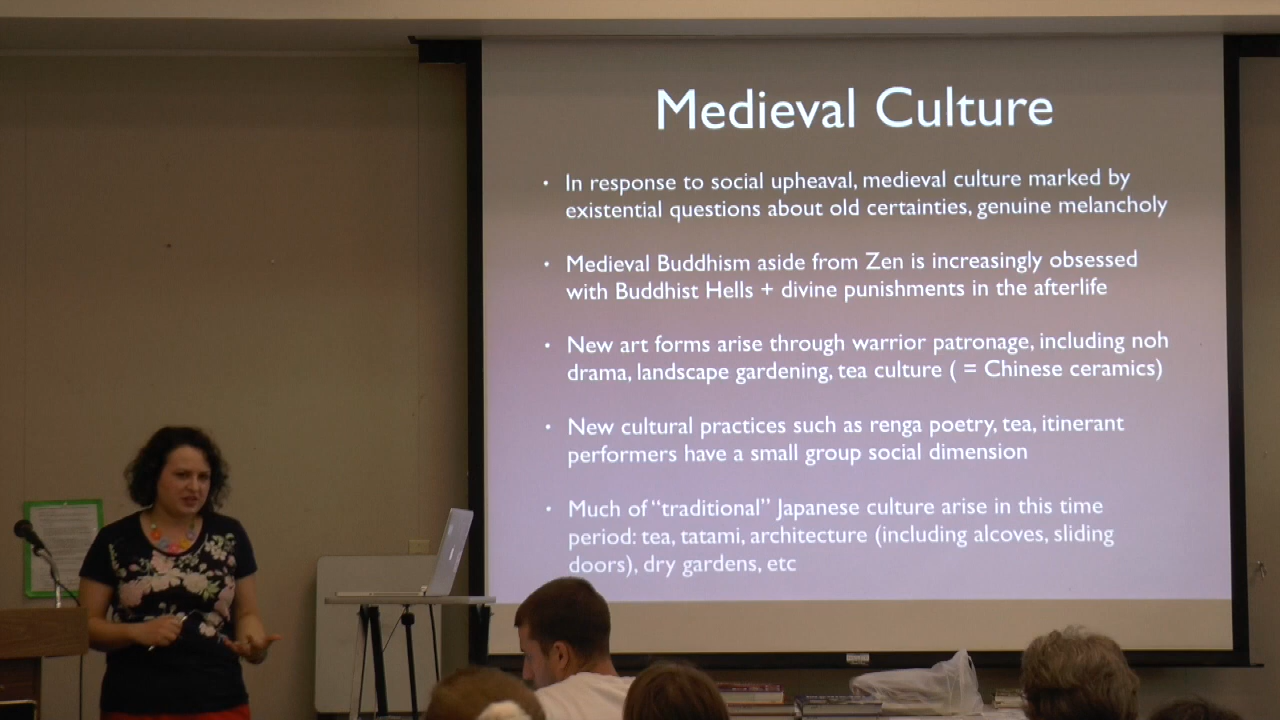 Medieval Culture
• In response to social upheaval, medieval culture marked by
existential questions about old certainties, genuine melancholy
• Medieval Buddhism aside from Zen is increasingly obsessed
with Buddhist Hells + divine punishments in the afterlife
• New art forms arise through warrior patronage, including noh
drama, landscape gardening, tea culture ( = Chinese ceramics)
• New cultural practices such as renga poetry, tea, itinerant
performers have a small group social dimension
• Much of “traditional” Japanese culture arise in this time
period: tea, tatami, architecture (including alcoves, sliding
doors), dry gardens, etc